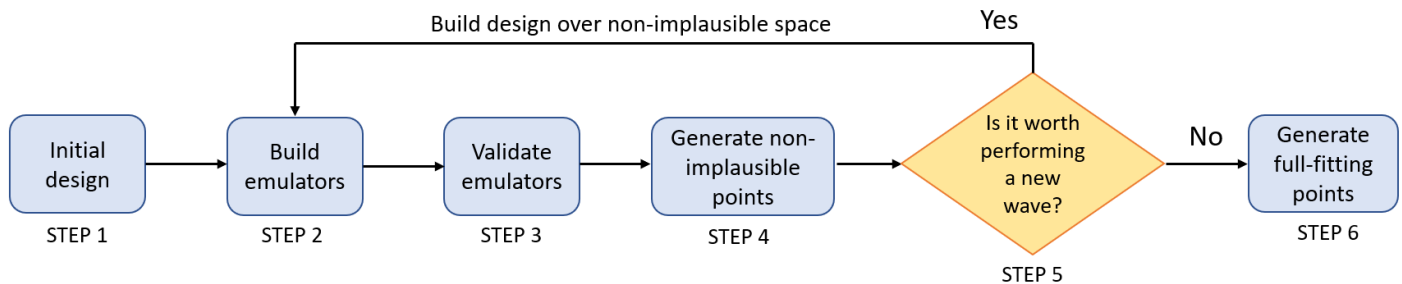 Build design over non-implausible space
Yes
Initial
design
Build
emulators
Validate
emulators
Generate non-
implausible
points
Is it worth
performing
a new
wave?
No
Generate
full-fitting
points
STEP 1
STEP 2
STEP 3
STEP 4
STEP 5
STEP 6